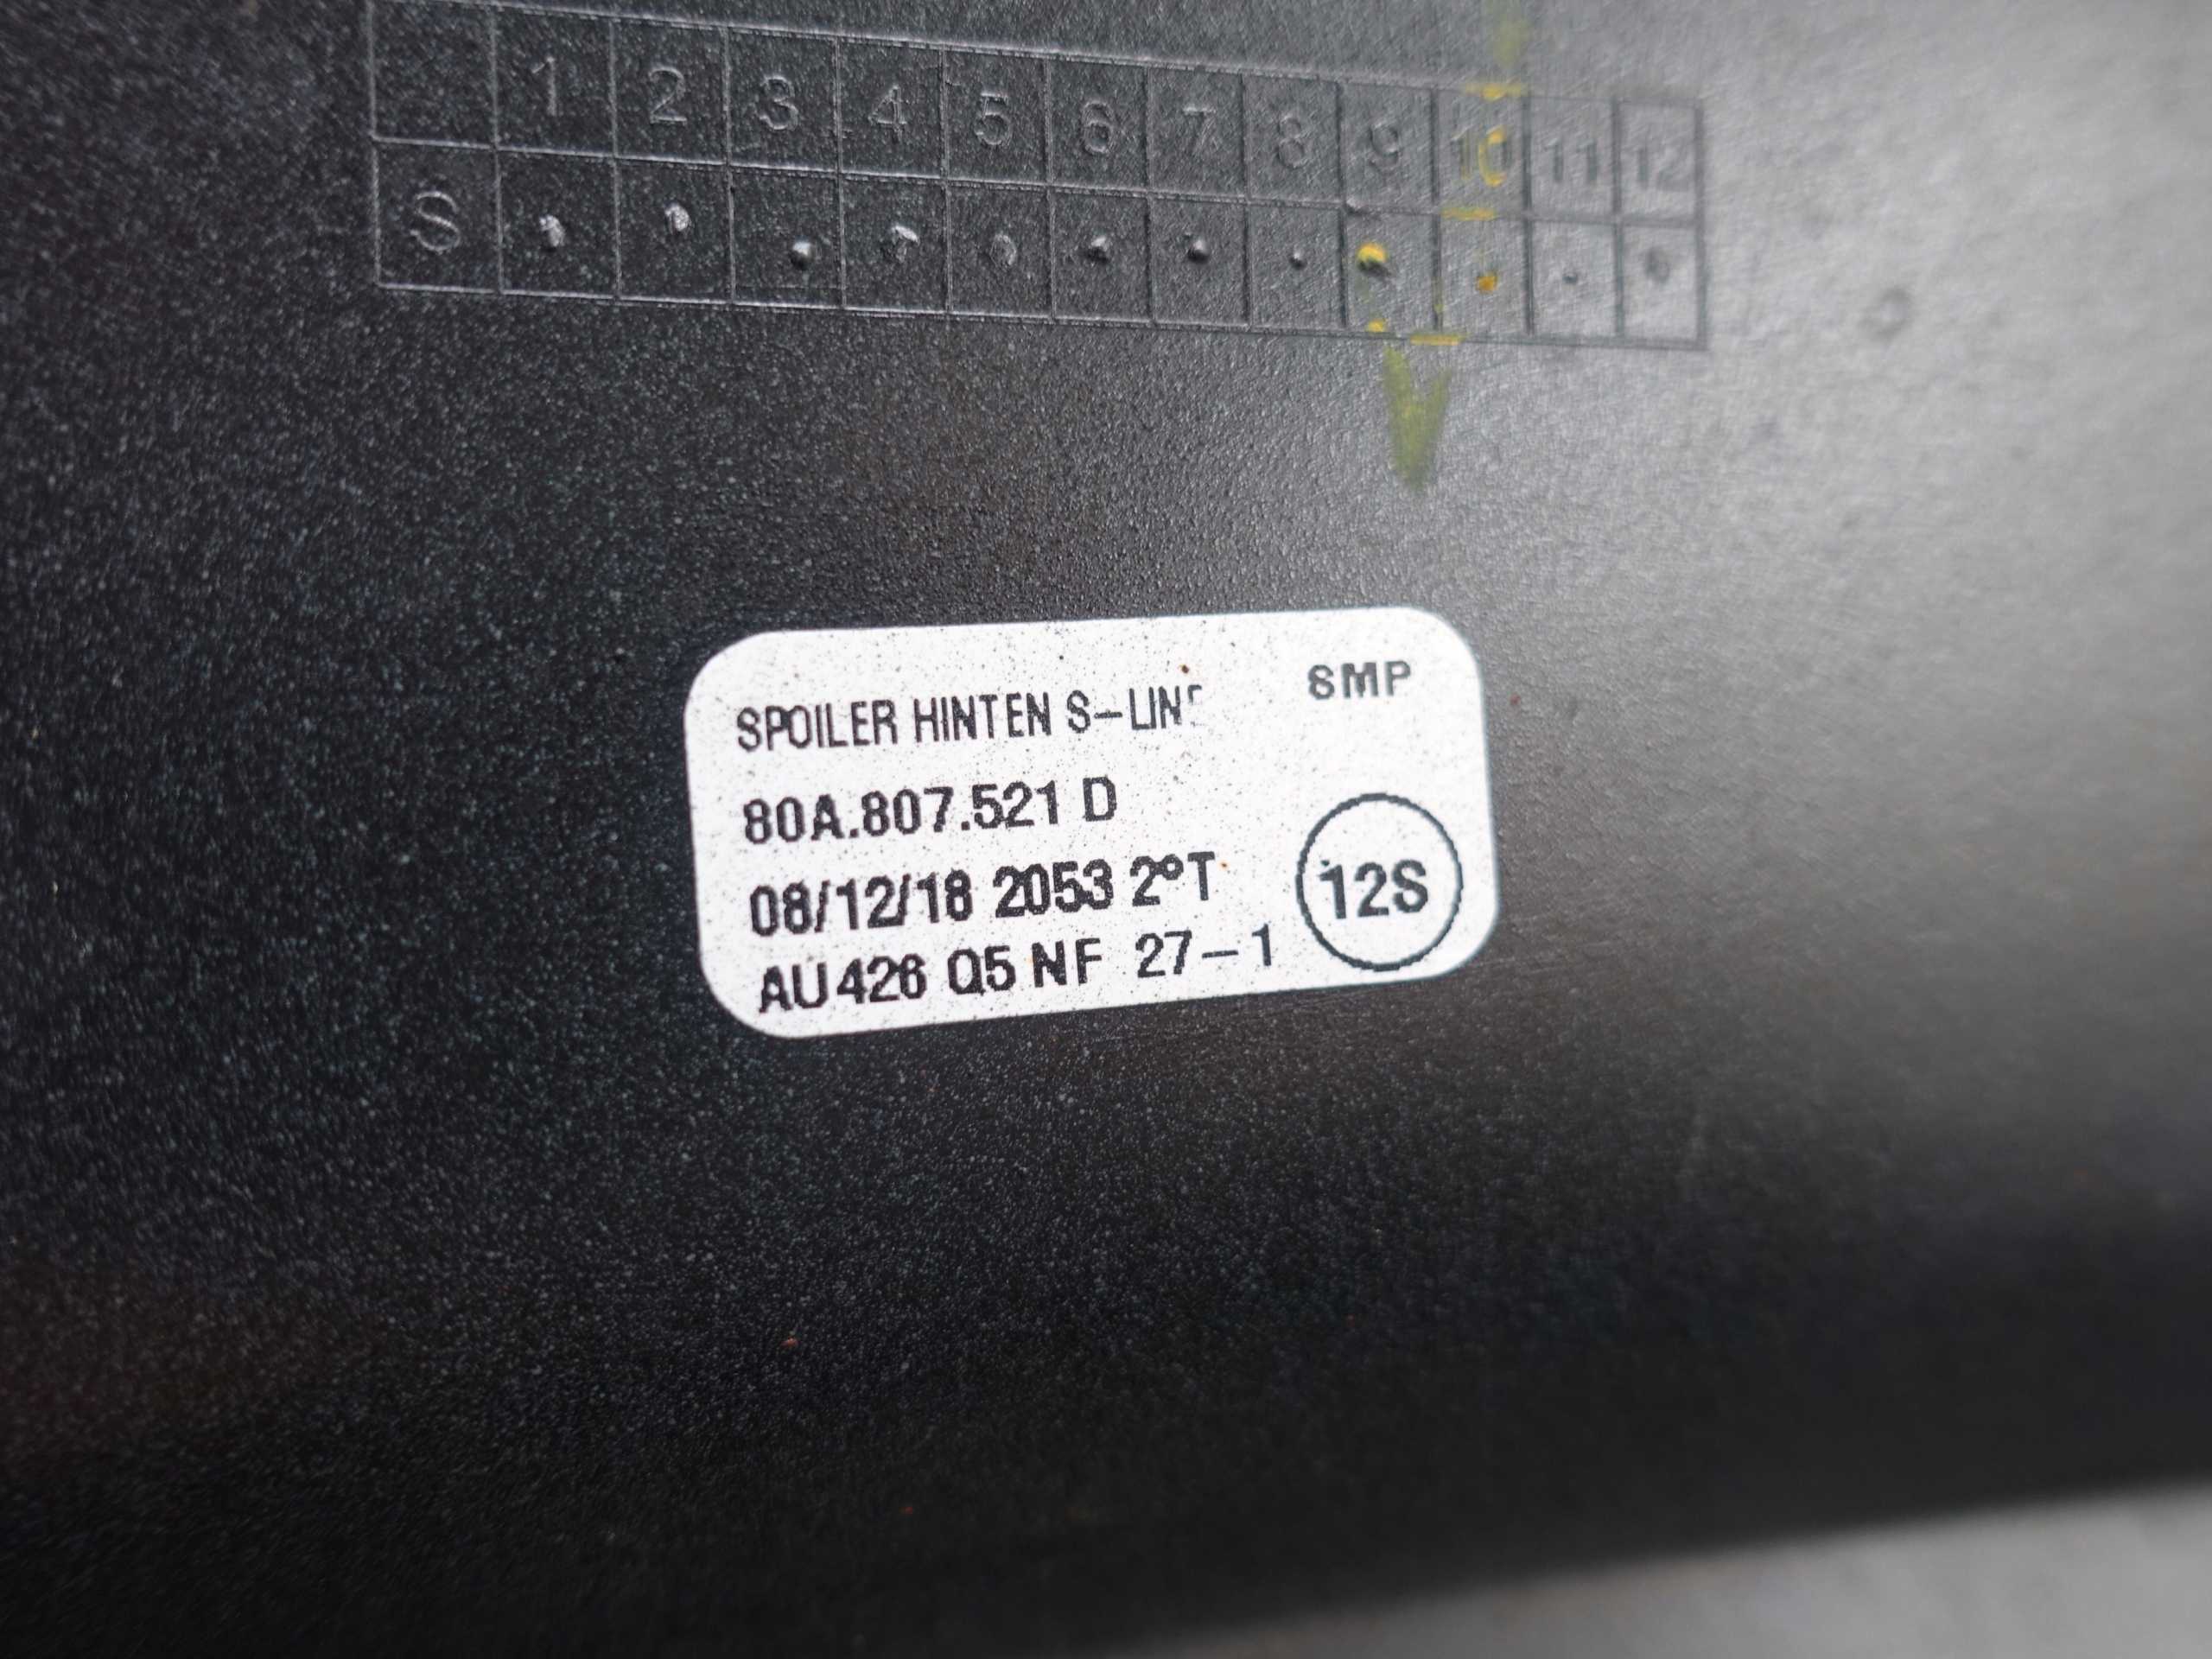 1 2 3 4 5 6 7 8 9 10 11 12
S
SPOILER HINTEN S-LINE
SMP
80A.807.521 D
08/12/18 2053 2°T
12S
AU426 Q5 NF 27-1